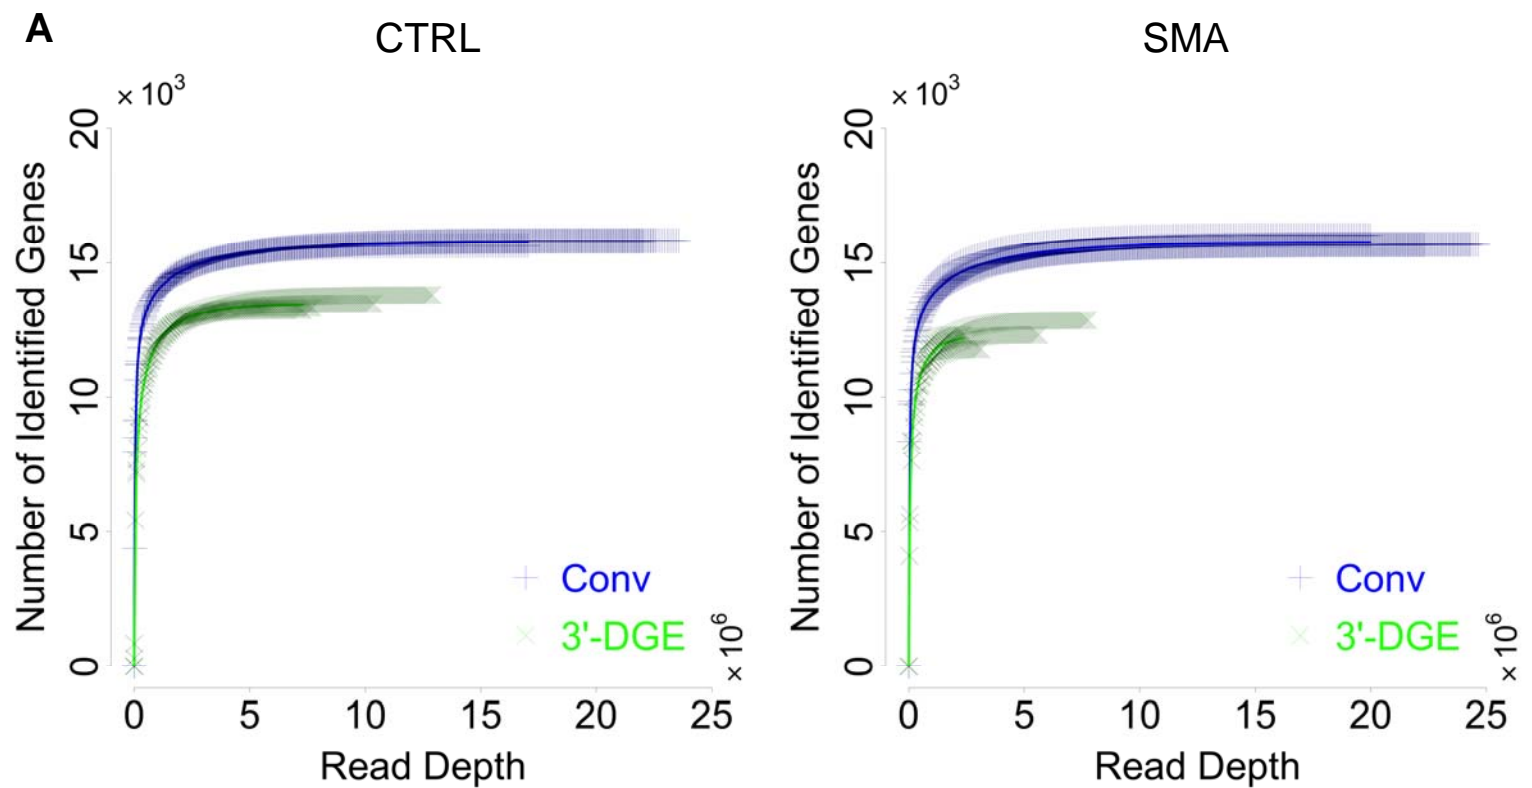 A
CTRL
× 10³
Number of Identified Genes
20
15
10
5
0
Conv
3'-DGE
× 10⁶
0 5 10 15 20 25
Read Depth
SMA
× 10³
Number of Identified Genes
20
15
10
5
0
Conv
3'-DGE
× 10⁶
0 5 10 15 20 25
Read Depth